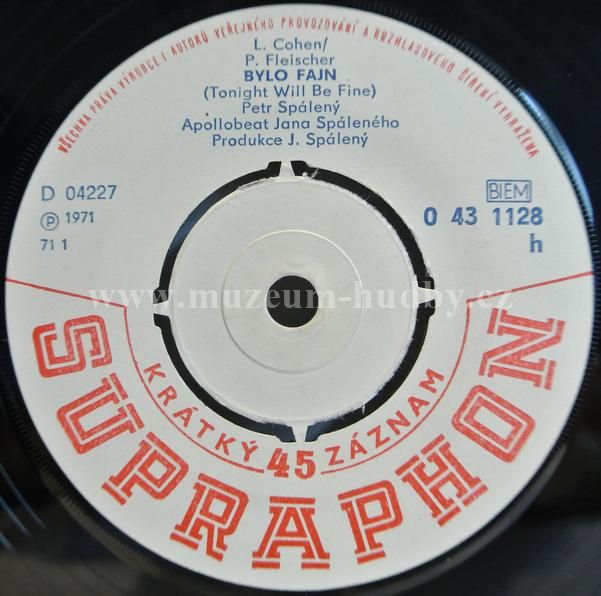 VŠECHNA PRÁVA VÝROBCE I AUTORŮ VEŘEJNÉHO PROVOZOVÁNÍ A ROZHLASOVÉHO ŠÍŘENÍ VYHRAŽENA
L. Cohen/
P. Fleischer
BYLO FAJN
(Tonight Will Be Fine)
Petr Spálený
Apollobeat Jana Spáleného
Produkce J. Spálený
D 04227
Ⓟ 1971
71 1
BIEM
0 43 1128
h
www.muzeum-hudby.cz
KRÁTKÝ 45 ZÁZNAM
SUPRAPHON